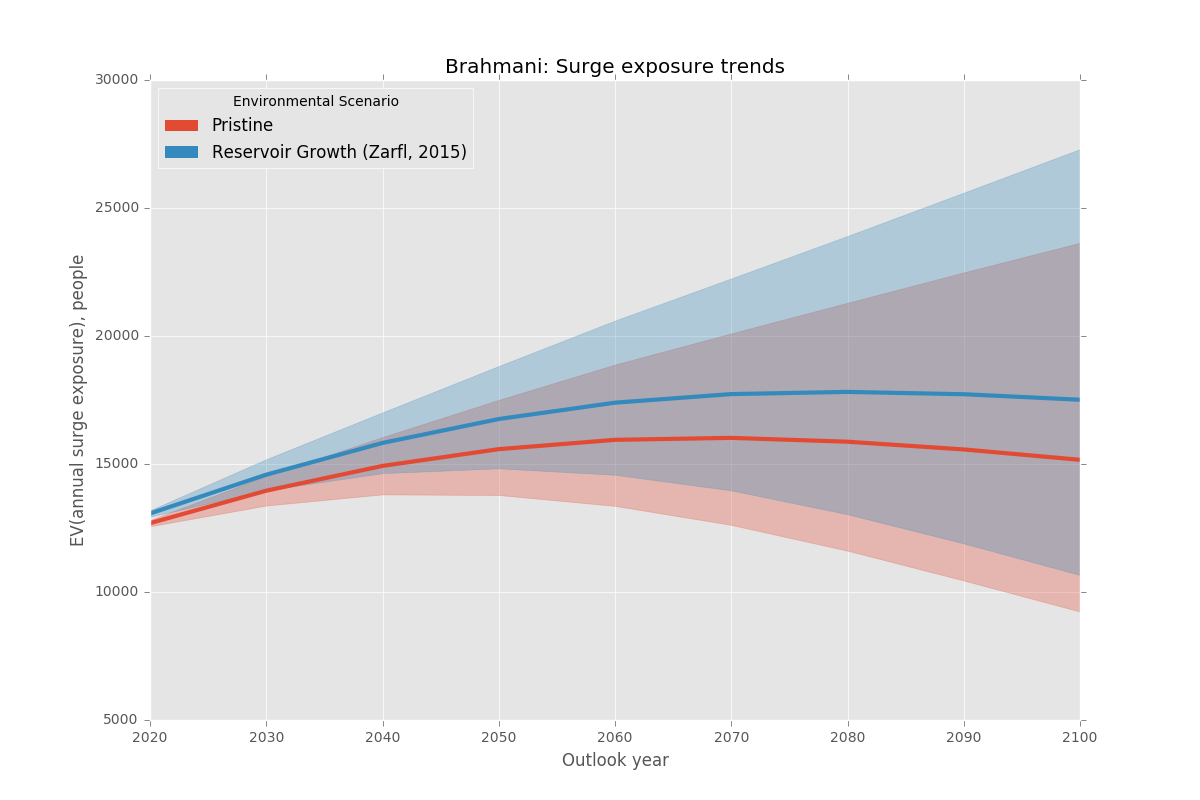 Brahmani: Surge exposure trends
Environmental Scenario
Pristine
Reservoir Growth (Zarfl, 2015)
EV(annual surge exposure), people
30000
25000
20000
15000
10000
5000
2020 2030 2040 2050 2060 2070 2080 2090 2100
Outlook year